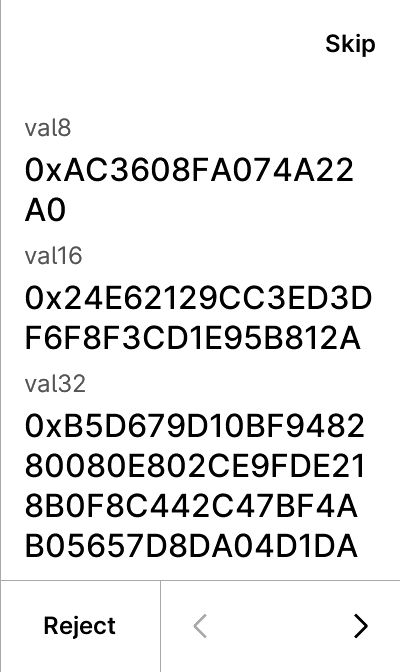 Skip
val8
0xAC3608FA074A22
A0
val16
0x24E62129CC3ED3D
F6F8F3CD1E95B812A
val32
0xB5D679D10BF9482
80080E802CE9FDE21
8B0F8C442C47BF4A
B05657D8DA04D1DA
Reject